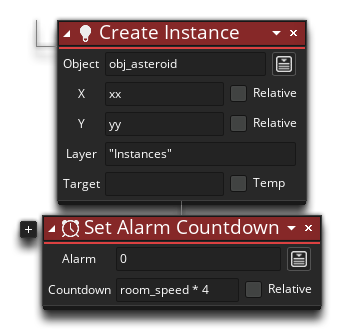 Create Instance
Object obj_asteroid
X xx Relative
Y yy Relative
Layer "Instances"
Target Temp
Set Alarm Countdown
Alarm 0
Countdown room_speed * 4 Relative